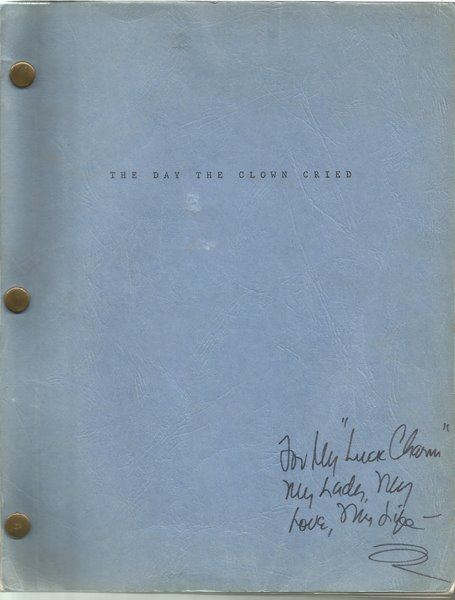 THE DAY THE CLOWN CRIED
For My "Luck Charm"
My Lady, My
Love, My Life—